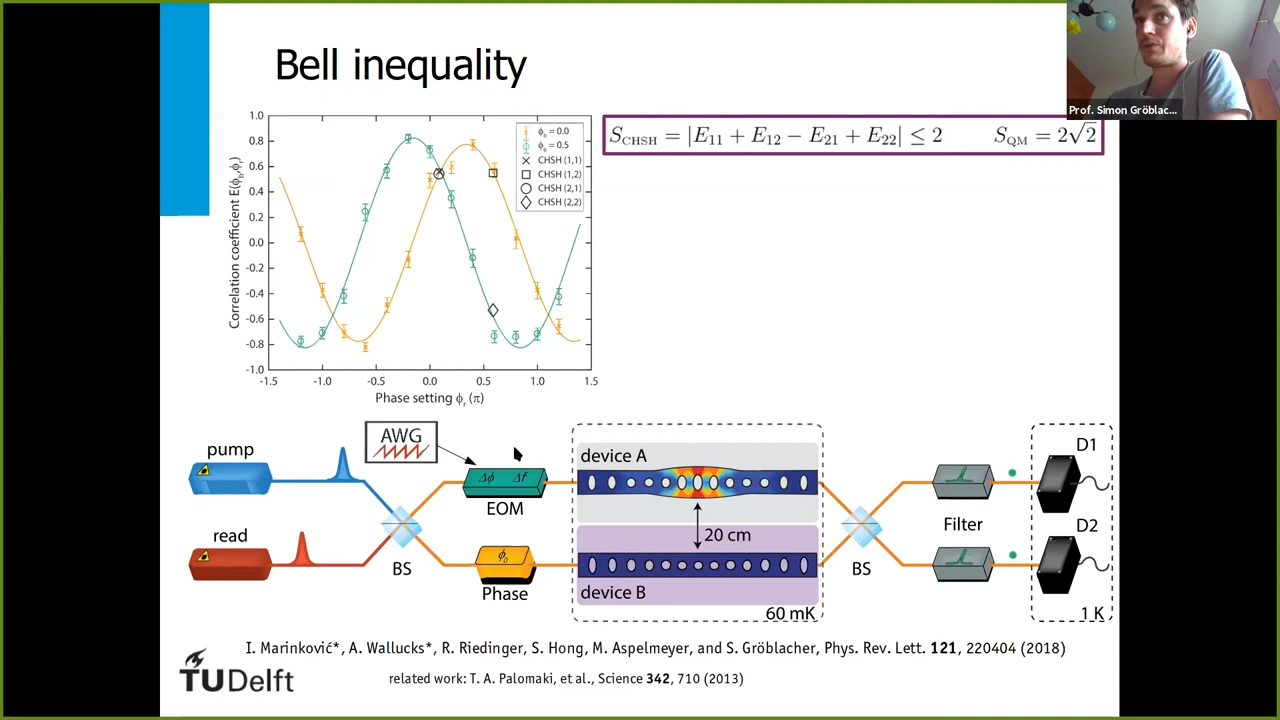 Bell inequality
Prof. Simon Gröblac...
S_CHSH = |E₁₁ + E₁₂ − E₂₁ + E₂₂| ≤ 2 S_QM = 2√2
Correlation coefficient E(ϕb,ϕr)
1.0
0.8
0.6
0.4
0.2
0.0
-0.2
-0.4
-0.6
-0.8
-1.0
ϕb = 0.0
ϕb = 0.5
CHSH (1,1)
CHSH (1,2)
CHSH (2,1)
CHSH (2,2)
-1.5 -1.0 -0.5 0.0 0.5 1.0 1.5
Phase setting ϕr (π)
pump
read
BS
AWG
Δϕ Δf
EOM
ϕ0
Phase
device A
20 cm
device B
60 mK
BS
Filter
D1
D2
1 K
I. Marinković*, A. Wallucks*, R. Riedinger, S. Hong, M. Aspelmeyer, and S. Gröblacher, Phys. Rev. Lett. 121, 220404 (2018)
related work: T. A. Palomaki, et al., Science 342, 710 (2013)
TUDelft